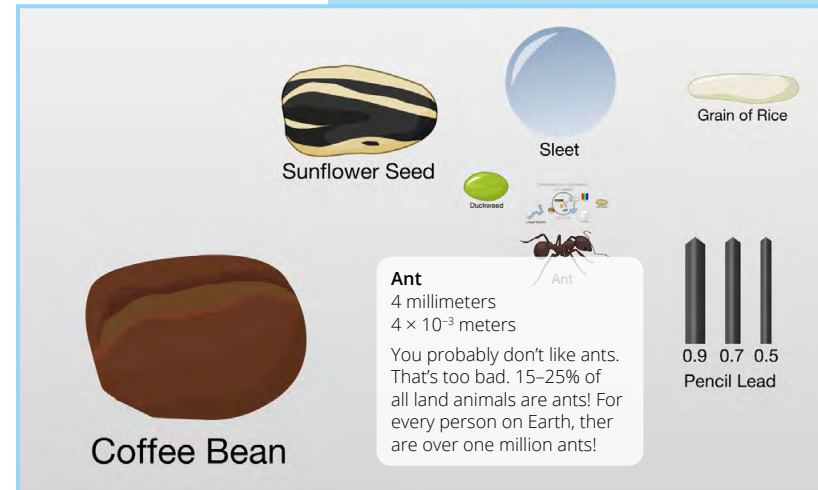 Sunflower Seed
Sleet
Grain of Rice
Duckweed
Ant
Ant
4 millimeters
4 × 10⁻³ meters
You probably don’t like ants.
That’s too bad. 15–25% of
all land animals are ants! For
every person on Earth, ther
are over one million ants!
0.9 0.7 0.5
Pencil Lead
Coffee Bean